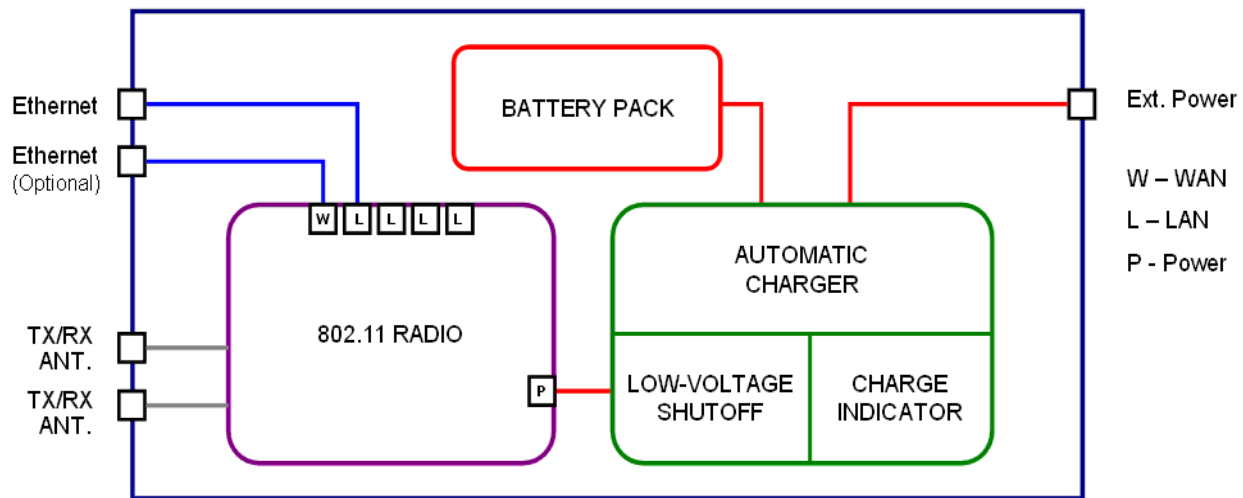 Ethernet
Ethernet
(Optional)
TX/RX
ANT.
TX/RX
ANT.
BATTERY PACK
W L L L L
802.11 RADIO
P
AUTOMATIC
CHARGER
LOW-VOLTAGE
SHUTOFF
CHARGE
INDICATOR
Ext. Power
W – WAN
L – LAN
P - Power